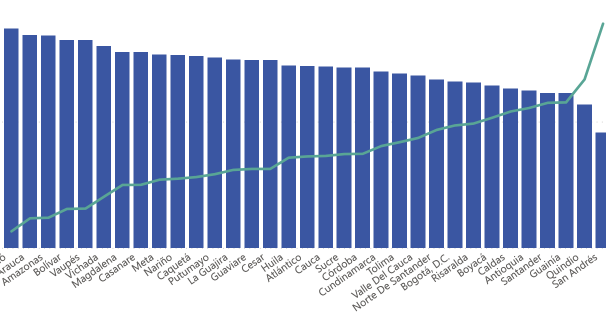 Arauca
Amazonas
Bolívar
Vaupés
Vichada
Magdalena
Casanare
Meta
Nariño
Caquetá
Putumayo
La Guajira
Guaviare
Cesar
Huila
Atlántico
Cauca
Sucre
Córdoba
Cundinamarca
Tolima
Valle Del Cauca
Norte De Santander
Bogotá, D.C.
Risaralda
Boyacá
Caldas
Antioquia
Santander
Guainía
Quindio
San Andrés